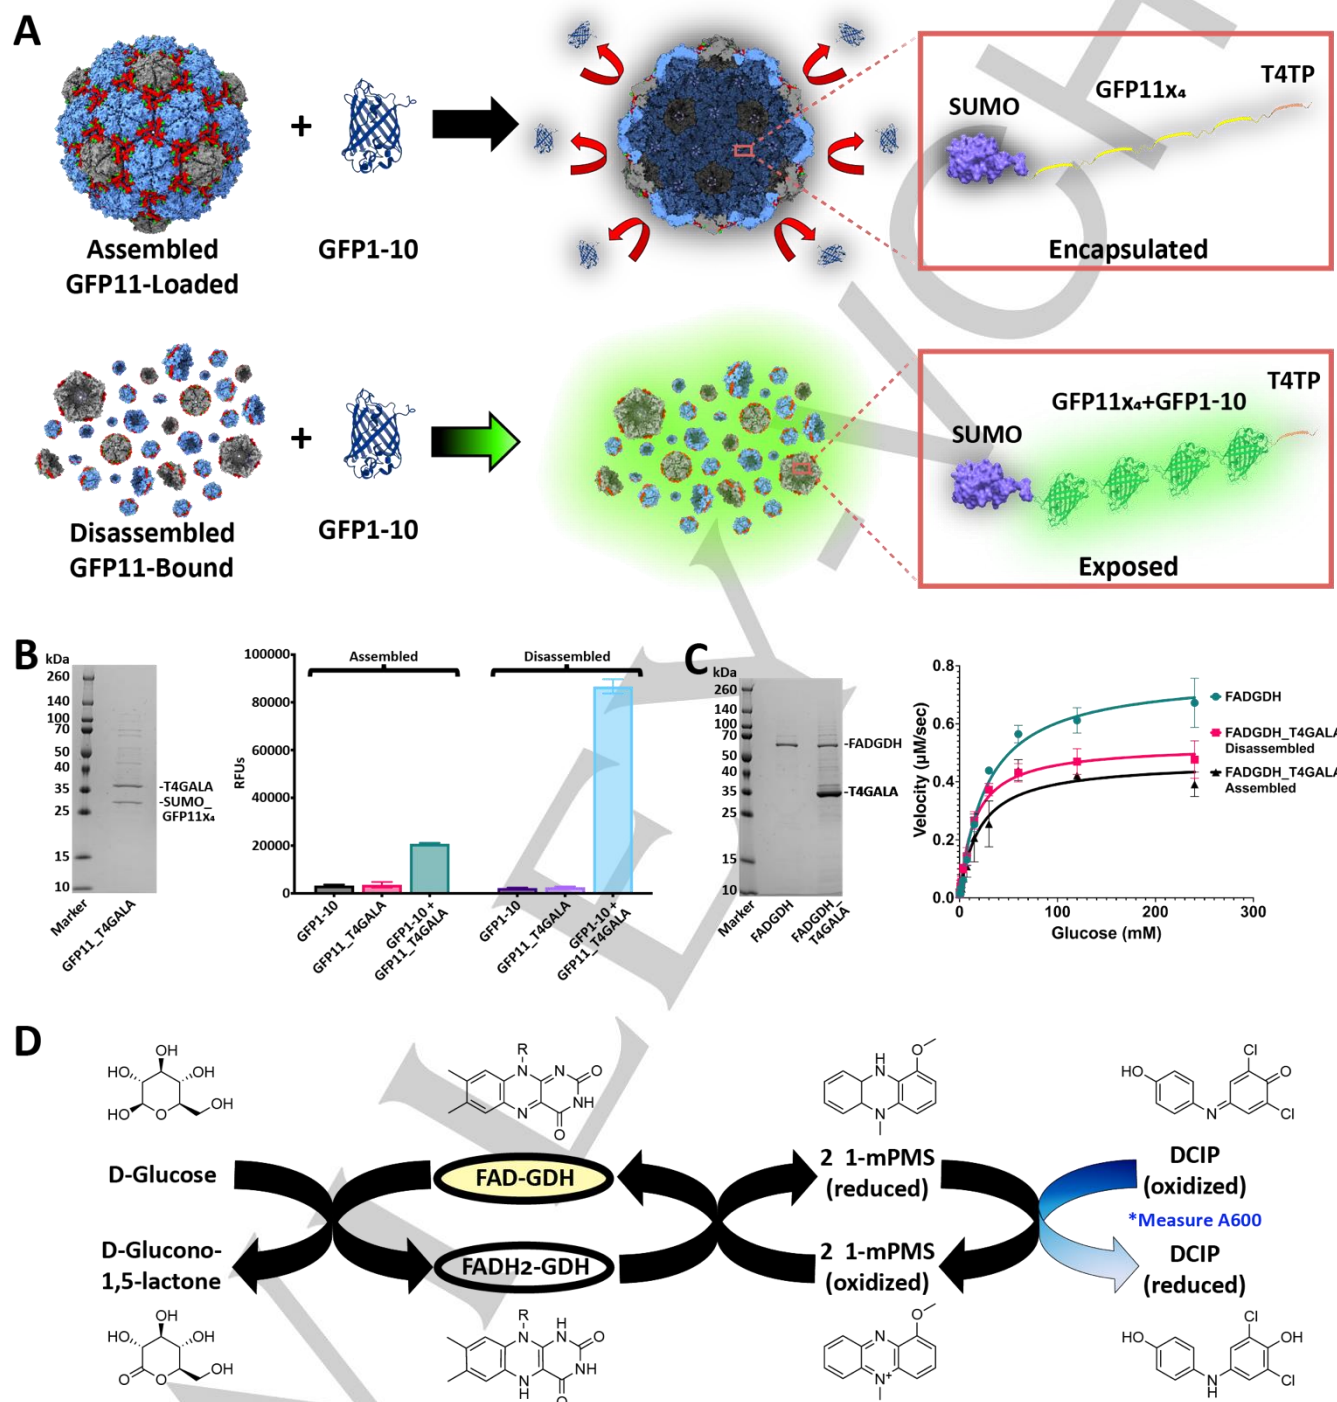 A
Assembled
GFP11-Loaded
+
GFP1-10
SUMO
GFP11x₄
T4TP
Encapsulated
Disassembled
GFP11-Bound
+
GFP1-10
SUMO
GFP11x₄+GFP1-10
T4TP
Exposed
B
kDa
260
140
100
70
50
40
35
25
15
10
-T4GALA
-SUMO_
GFP11x₄
Marker
GFP11_T4GALA
RFUs
100000
80000
60000
40000
20000
0
Assembled
Disassembled
GFP1-10
GFP11_T4GALA
GFP1-10 +
GFP11_T4GALA
GFP1-10
GFP11_T4GALA
GFP1-10 +
GFP11_T4GALA
C
kDa
260
140
100
70
50
40
35
25
15
10
-FADGDH
-T4GALA
Marker
FADGDH
FADGDH_
T4GALA
Velocity (µM/sec)
0.8
0.6
0.4
0.2
0.0
0
100
200
300
Glucose (mM)
FADGDH
FADGDH_T4GALA
Disassembled
FADGDH_T4GALA
Assembled
D
D-Glucose
FAD-GDH
2 1-mPMS
(reduced)
DCIP
(oxidized)
*Measure A600
D-Glucono-
1,5-lactone
FADH2-GDH
2 1-mPMS
(oxidized)
DCIP
(reduced)